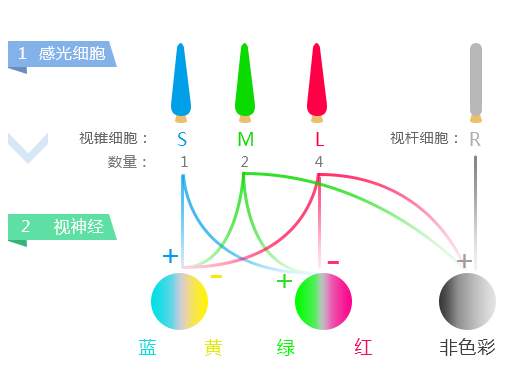 1 感光细胞
视锥细胞： S M L 视杆细胞： R
数量： 1 2 4
2 视神经
+ − + − +
蓝 黄 绿 红 非色彩